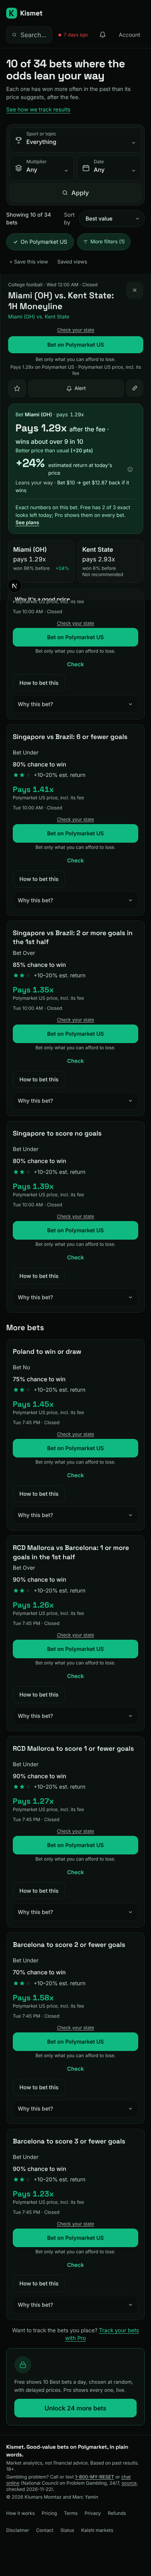 Kismet
Search...
7 days ago
Account
10 of 34 bets where the
odds lean your way
Each one has won more often in the past than its
price suggests, after the fee.
See how we track results
Sport or topic
Everything
Multiplier
Any
Date
Any
Apply
Showing 10 of 34
bets
Sort
by
Best value
On Polymarket US
More filters (1)
+ Save this view
Saved views
College football · Wed 12:00 AM · Closed
Miami (OH) vs. Kent State:
1H Moneyline
Miami (OH) vs. Kent State
Check your state
Bet on Polymarket US
Bet only what you can afford to lose.
Pays 1.29x on Polymarket US · Polymarket US price, incl. its
fee
Alert
Bet Miami (OH) · pays 1.29x
Pays 1.29x after the fee ·
wins about over 9 in 10
Better price than usual (+20 pts)
+24% estimated return at today's
price
Leans your way · Bet $10 → get $12.87 back if it
wins
Exact numbers on this bet. Free has 2 of 3 exact
looks left today; Pro shows them on every bet.
See plans
Miami (OH)
pays 1.29x
won 96% before
+24%
Kent State
pays 2.93x
won 6% before
Not recommended
Why it's a good price
Polymarket US price, incl. its fee
Tue 10:00 AM · Closed
Check your state
Bet on Polymarket US
Bet only what you can afford to lose.
Check
How to bet this
Why this bet?
Singapore vs Brazil: 6 or fewer goals
Bet Under
80% chance to win
+10–20% est. return
Pays 1.41x
Polymarket US price, incl. its fee
Tue 10:00 AM · Closed
Check your state
Bet on Polymarket US
Bet only what you can afford to lose.
Check
How to bet this
Why this bet?
Singapore vs Brazil: 2 or more goals in
the 1st half
Bet Over
85% chance to win
+10–20% est. return
Pays 1.35x
Polymarket US price, incl. its fee
Tue 10:00 AM · Closed
Check your state
Bet on Polymarket US
Bet only what you can afford to lose.
Check
How to bet this
Why this bet?
Singapore to score no goals
Bet Under
80% chance to win
+10–20% est. return
Pays 1.39x
Polymarket US price, incl. its fee
Tue 10:00 AM · Closed
Check your state
Bet on Polymarket US
Bet only what you can afford to lose.
Check
How to bet this
Why this bet?
More bets
Poland to win or draw
Bet No
75% chance to win
+10–20% est. return
Pays 1.45x
Polymarket US price, incl. its fee
Tue 7:45 PM · Closed
Check your state
Bet on Polymarket US
Bet only what you can afford to lose.
Check
How to bet this
Why this bet?
RCD Mallorca vs Barcelona: 1 or more
goals in the 1st half
Bet Over
90% chance to win
+10–20% est. return
Pays 1.26x
Polymarket US price, incl. its fee
Tue 7:45 PM · Closed
Check your state
Bet on Polymarket US
Bet only what you can afford to lose.
Check
How to bet this
Why this bet?
RCD Mallorca to score 1 or fewer goals
Bet Under
90% chance to win
+10–20% est. return
Pays 1.27x
Polymarket US price, incl. its fee
Tue 7:45 PM · Closed
Check your state
Bet on Polymarket US
Bet only what you can afford to lose.
Check
How to bet this
Why this bet?
Barcelona to score 2 or fewer goals
Bet Under
70% chance to win
+10–20% est. return
Pays 1.58x
Polymarket US price, incl. its fee
Tue 7:45 PM · Closed
Check your state
Bet on Polymarket US
Bet only what you can afford to lose.
Check
How to bet this
Why this bet?
Barcelona to score 3 or fewer goals
Bet Under
90% chance to win
+10–20% est. return
Pays 1.23x
Polymarket US price, incl. its fee
Tue 7:45 PM · Closed
Check your state
Bet on Polymarket US
Bet only what you can afford to lose.
Check
How to bet this
Why this bet?
Want to track the bets you place? Track your bets
with Pro
Free shows 10 Best bets a day, chosen at random,
with edge delayed prices. Pro shows every one, live.
Unlock 24 more bets
Kismet. Good-value bets on Polymarket, in plain
words.
Market analytics, not financial advice. Based on past results.
18+
Gambling problem? Call or text 1-800-MY-RESET or chat
online (National Council on Problem Gambling, 24/7, source,
checked 2026-11-22).
© 2026 Kiumars Momtaz and Marc Yamin
How it works
Pricing
Terms
Privacy
Refunds
Disclaimer
Contact
Status
Kalshi markets